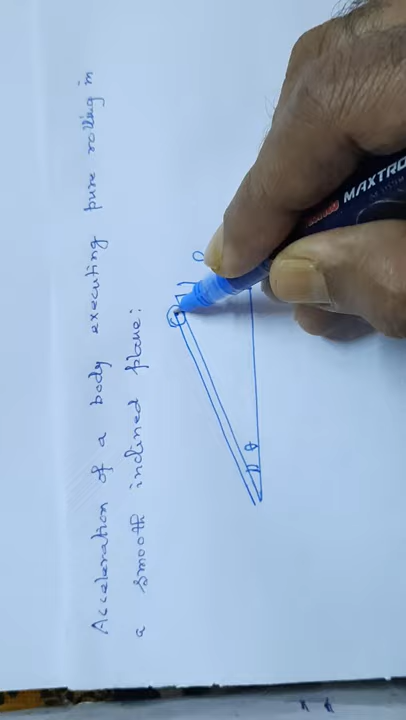 Acceleration of a body executing pure rolling in
a smooth inclined plane:
θ
MAXTRO